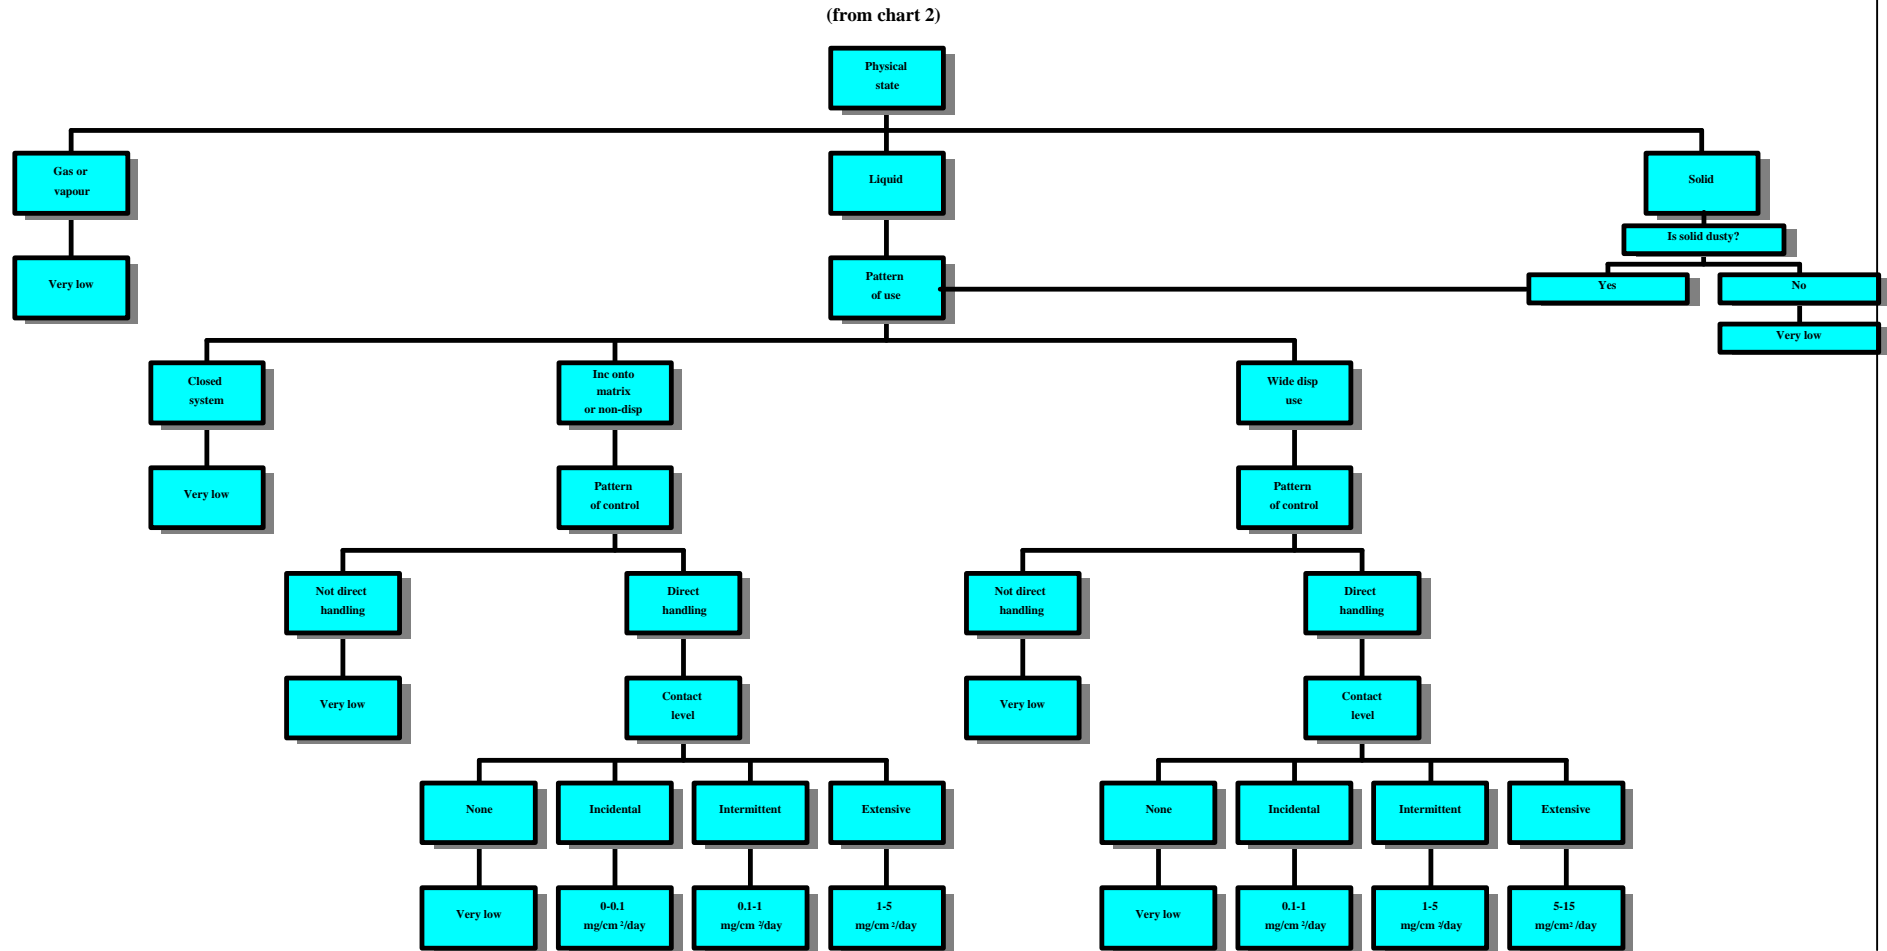 (from chart 2)
Physical
state
Gas or
vapour
Liquid
Solid
Is solid dusty?
Very low
Pattern
of use
Yes
No
Very low
Closed
system
Inc onto
matrix
or non-disp
Wide disp
use
Very low
Pattern
of control
Pattern
of control
Not direct
handling
Direct
handling
Not direct
handling
Direct
handling
Very low
Contact
level
Very low
Contact
level
None
Incidental
Intermittent
Extensive
None
Incidental
Intermittent
Extensive
Very low
0-0.1
mg/cm²/day
0.1-1
mg/cm²/day
1-5
mg/cm²/day
Very low
0.1-1
mg/cm²/day
1-5
mg/cm²/day
5-15
mg/cm²/day